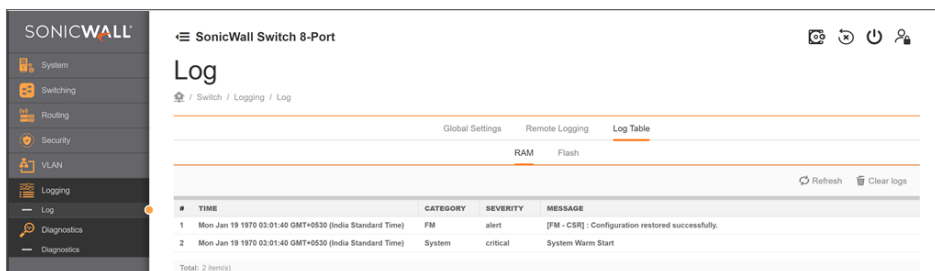 SONICWALL
SonicWall Switch 8-Port
System
Switching
Routing
Security
VLAN
Logging
Log
Diagnostics
Diagnostics
Log
/ Switch / Logging / Log
Global Settings Remote Logging Log Table
RAM Flash
Refresh Clear logs
# TIME CATEGORY SEVERITY MESSAGE
1 Mon Jan 19 1970 03:01:40 GMT+0530 (India Standard Time) FM alert [FM - CSR] : Configuration restored successfully.
2 Mon Jan 19 1970 03:01:40 GMT+0530 (India Standard Time) System critical System Warm Start
Total: 2 item(s)